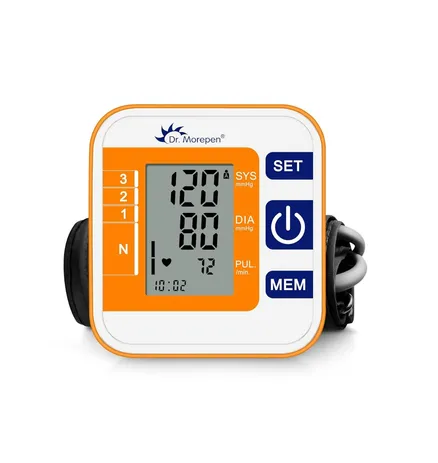 Dr. Morepen®
SET
120 SYS
mmHg
3
2
1
N
80 DIA
mmHg
72 PUL.
/min.
10:02
MEM